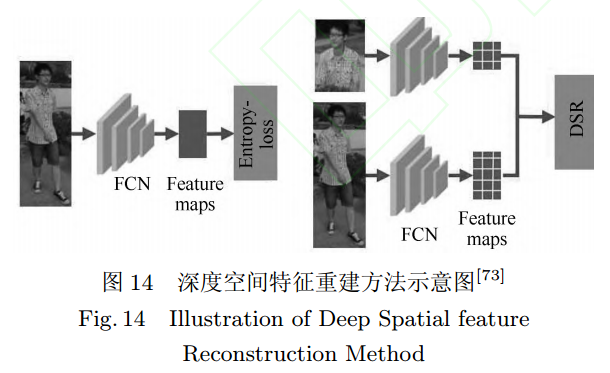 FCN
Feature
maps
Entropy-
loss
FCN
Feature
maps
DSR
图 14 深度空间特征重建方法示意图[73]
Fig. 14 Illustration of Deep Spatial feature
Reconstruction Method